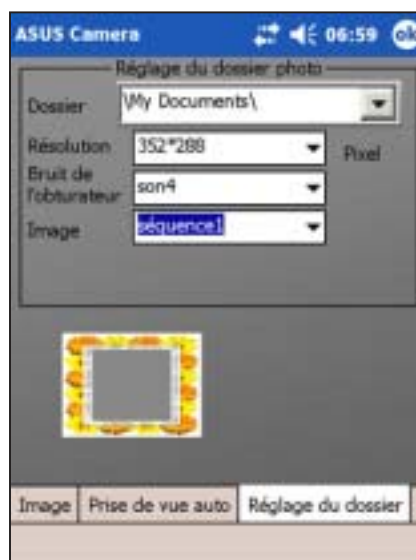 ASUS Camera 06:59 ok
Réglage du dossier photo
Dossier \My Documents\
Résolution 352*288 Pixel
Bruit de
l'obturateur son4
Image séquence1
Image Prise de vue auto Réglage du dossier